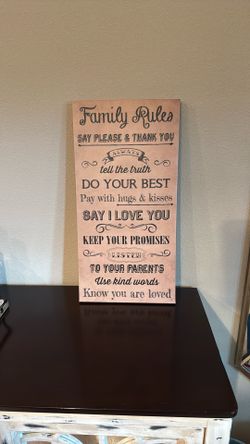 Family Rules
SAY PLEASE & THANK YOU
ALWAYS
tell the truth
DO YOUR BEST
Pay with hugs & kisses
SAY I LOVE YOU
KEEP YOUR PROMISES
LISTEN
TO YOUR PARENTS
Use kind words
Know you are loved